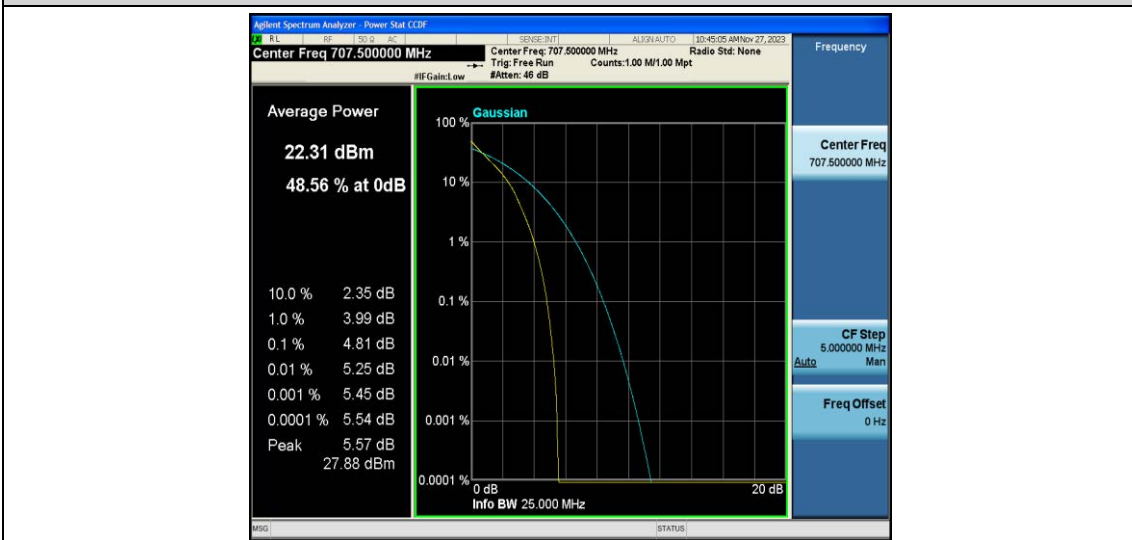 Agilent Spectrum Analyzer - Power Stat CCDF
RL RF 50 Ω AC SENSE:INT ALIGN AUTO 10:45:05 AM Nov 27, 2023
Center Freq 707.500000 MHz
Center Freq: 707.500000 MHz Radio Std: None
Trig: Free Run Counts:1.00 M/1.00 Mpt
#IFGain:Low #Atten: 46 dB
Frequency
Average Power
22.31 dBm
48.56 % at 0dB
10.0 % 2.35 dB
1.0 % 3.99 dB
0.1 % 4.81 dB
0.01 % 5.25 dB
0.001 % 5.45 dB
0.0001 % 5.54 dB
Peak 5.57 dB
27.88 dBm
Gaussian
100 %
10 %
1 %
0.1 %
0.01 %
0.001 %
0.0001 %
0 dB 20 dB
Info BW 25.000 MHz
Center Freq
707.500000 MHz
CF Step
5.000000 MHz
Auto Man
Freq Offset
0 Hz
MSG STATUS